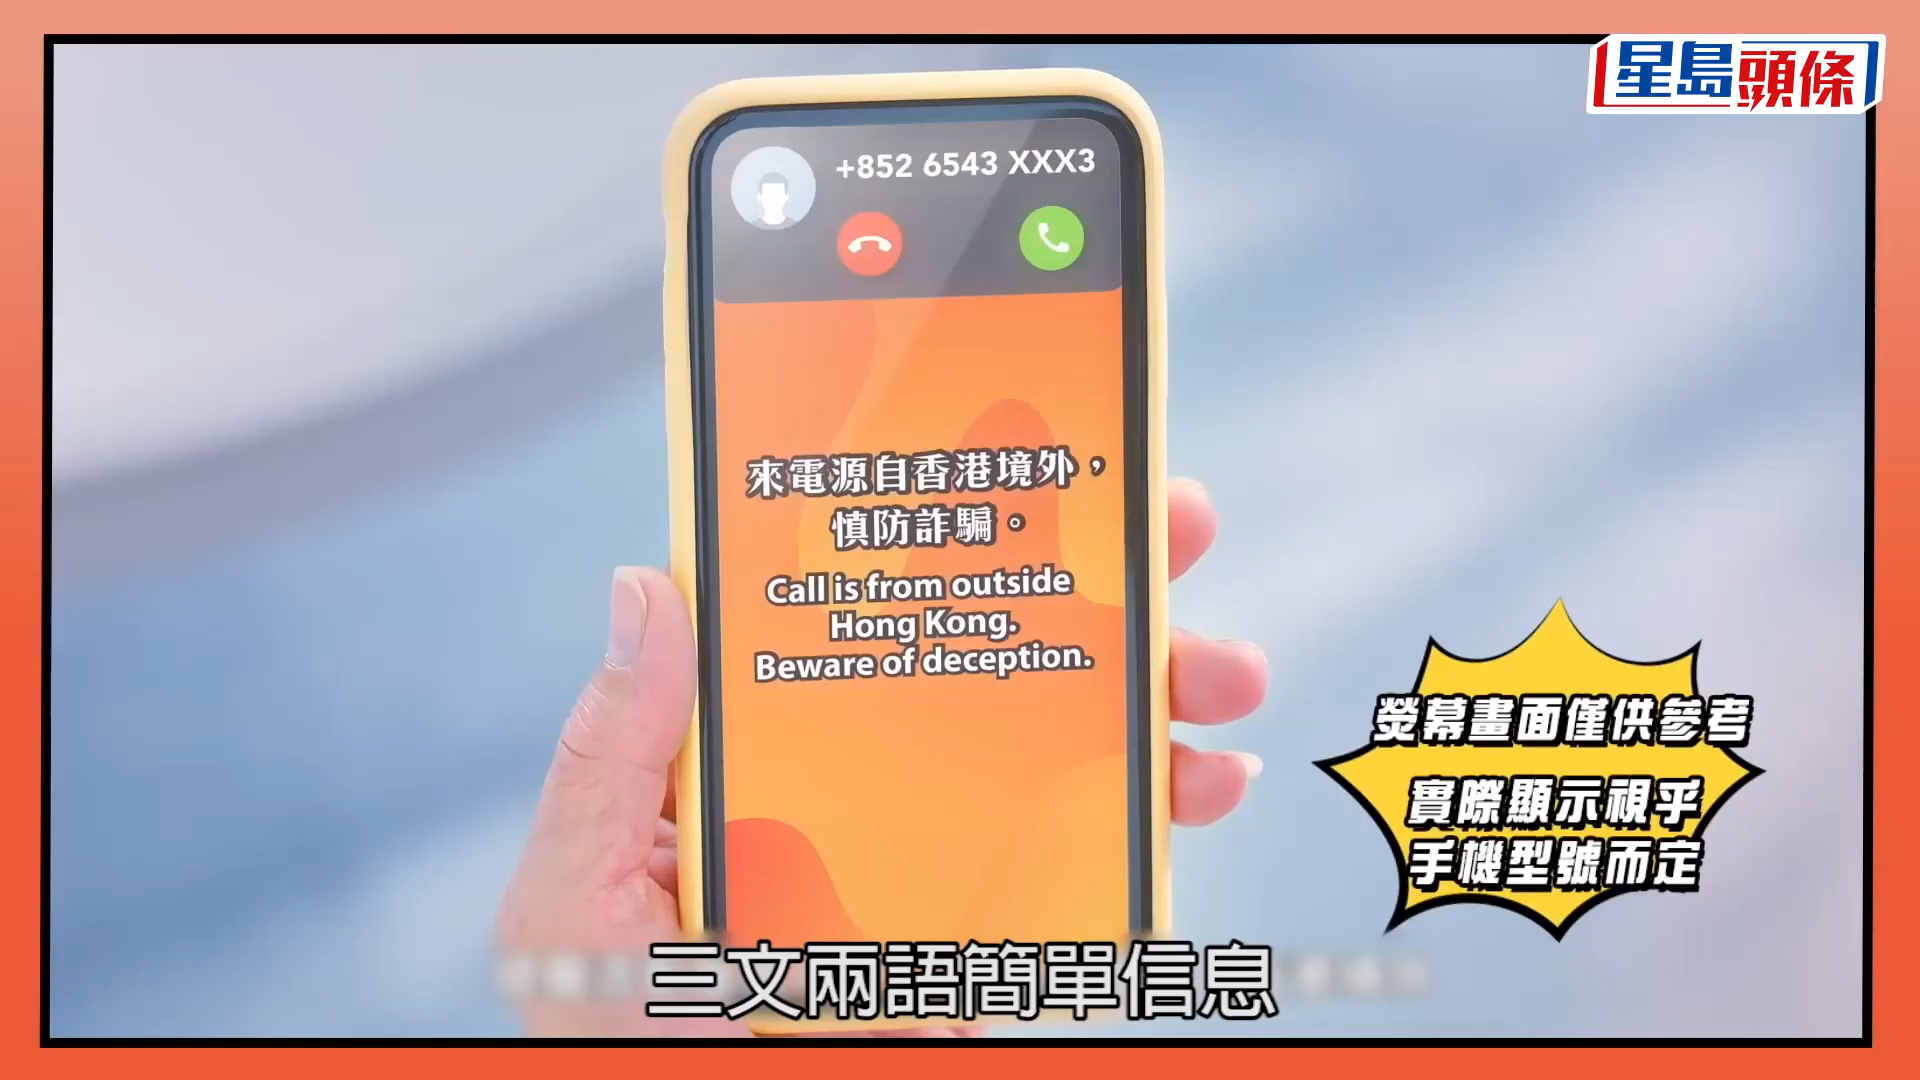 星島頭條
+852 6543 XXX3
來電源自香港境外，
慎防詐騙。
Call is from outside
Hong Kong.
Beware of deception.
熒幕畫面僅供參考
實際顯示視乎
手機型號而定
三文兩語簡單信息